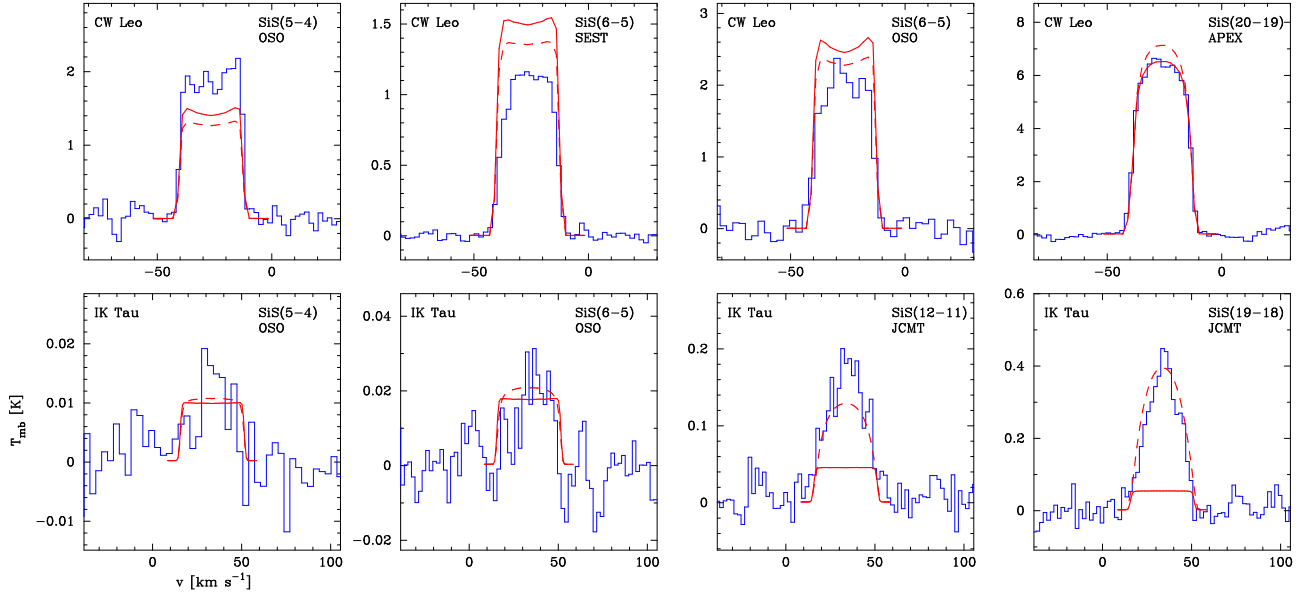 CW Leo SiS(5−4)
OSO
2
1
0
−50 0
CW Leo SiS(6−5)
SEST
1.5
1
0.5
0
−50 0
CW Leo SiS(6−5)
OSO
3
2
1
0
−50 0
CW Leo SiS(20−19)
APEX
8
6
4
2
0
−50 0
IK Tau SiS(5−4)
OSO
0.02
0.01
0
−0.01
0 50 100
T_mb [K]
v [km s⁻¹]
IK Tau SiS(6−5)
OSO
0.04
0.02
0
−0.02
0 50 100
IK Tau SiS(12−11)
JCMT
0.2
0.1
0
0 50 100
IK Tau SiS(19−18)
JCMT
0.6
0.4
0.2
0
0 50 100